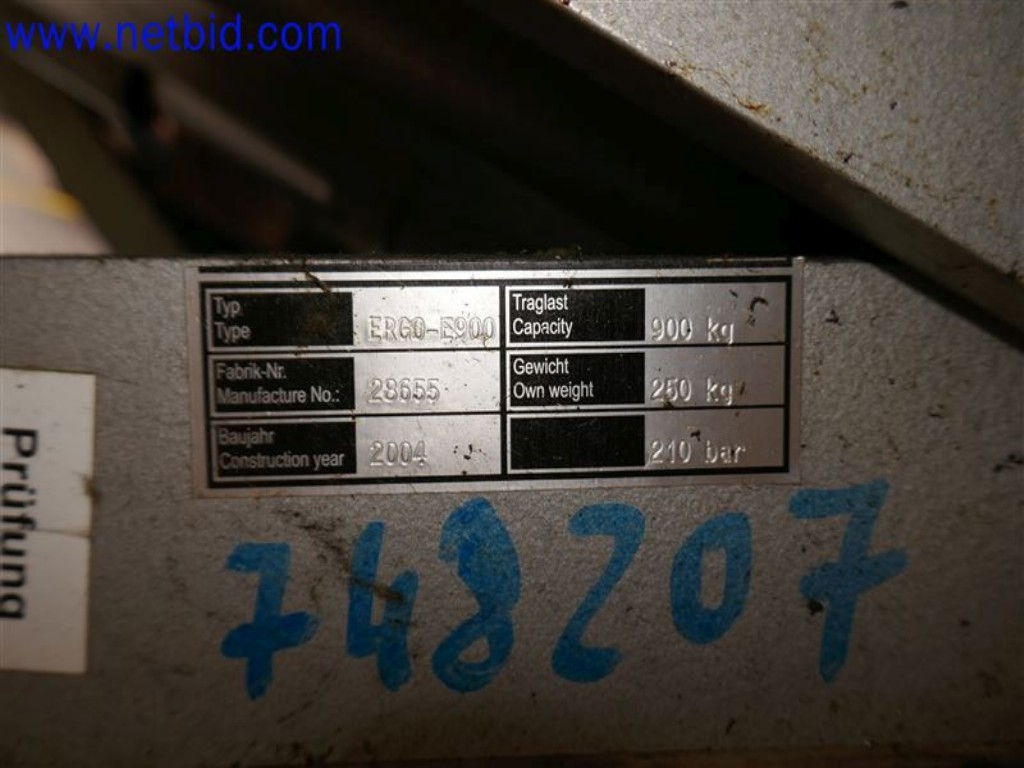 www.netbid.com
Typ
Type
ERGO-E900
Traglast
Capacity
900 kg
Fabrik-Nr.
Manufacture No.:
28655
Gewicht
Own weight
250 kg
Baujahr
Construction year
2004
210 bar
Prüfung
748207